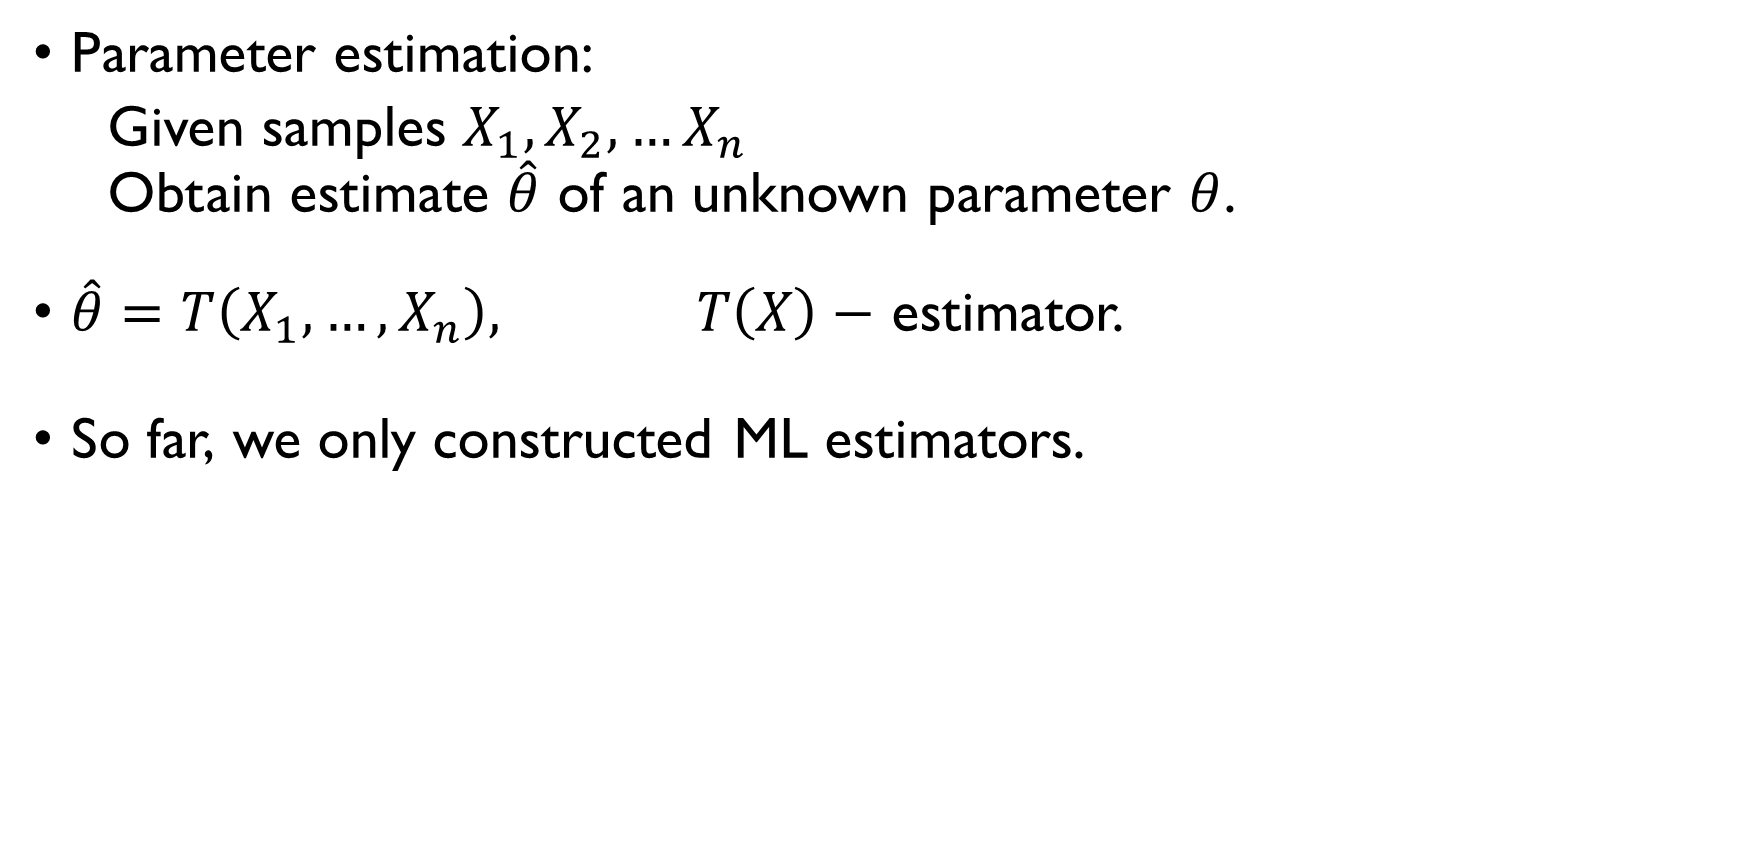 • Parameter estimation:
Given samples X₁, X₂, … Xₙ
Obtain estimate θ̂ of an unknown parameter θ.
• θ̂ = T(X₁, … , Xₙ), T(X) − estimator.
• So far, we only constructed ML estimators.